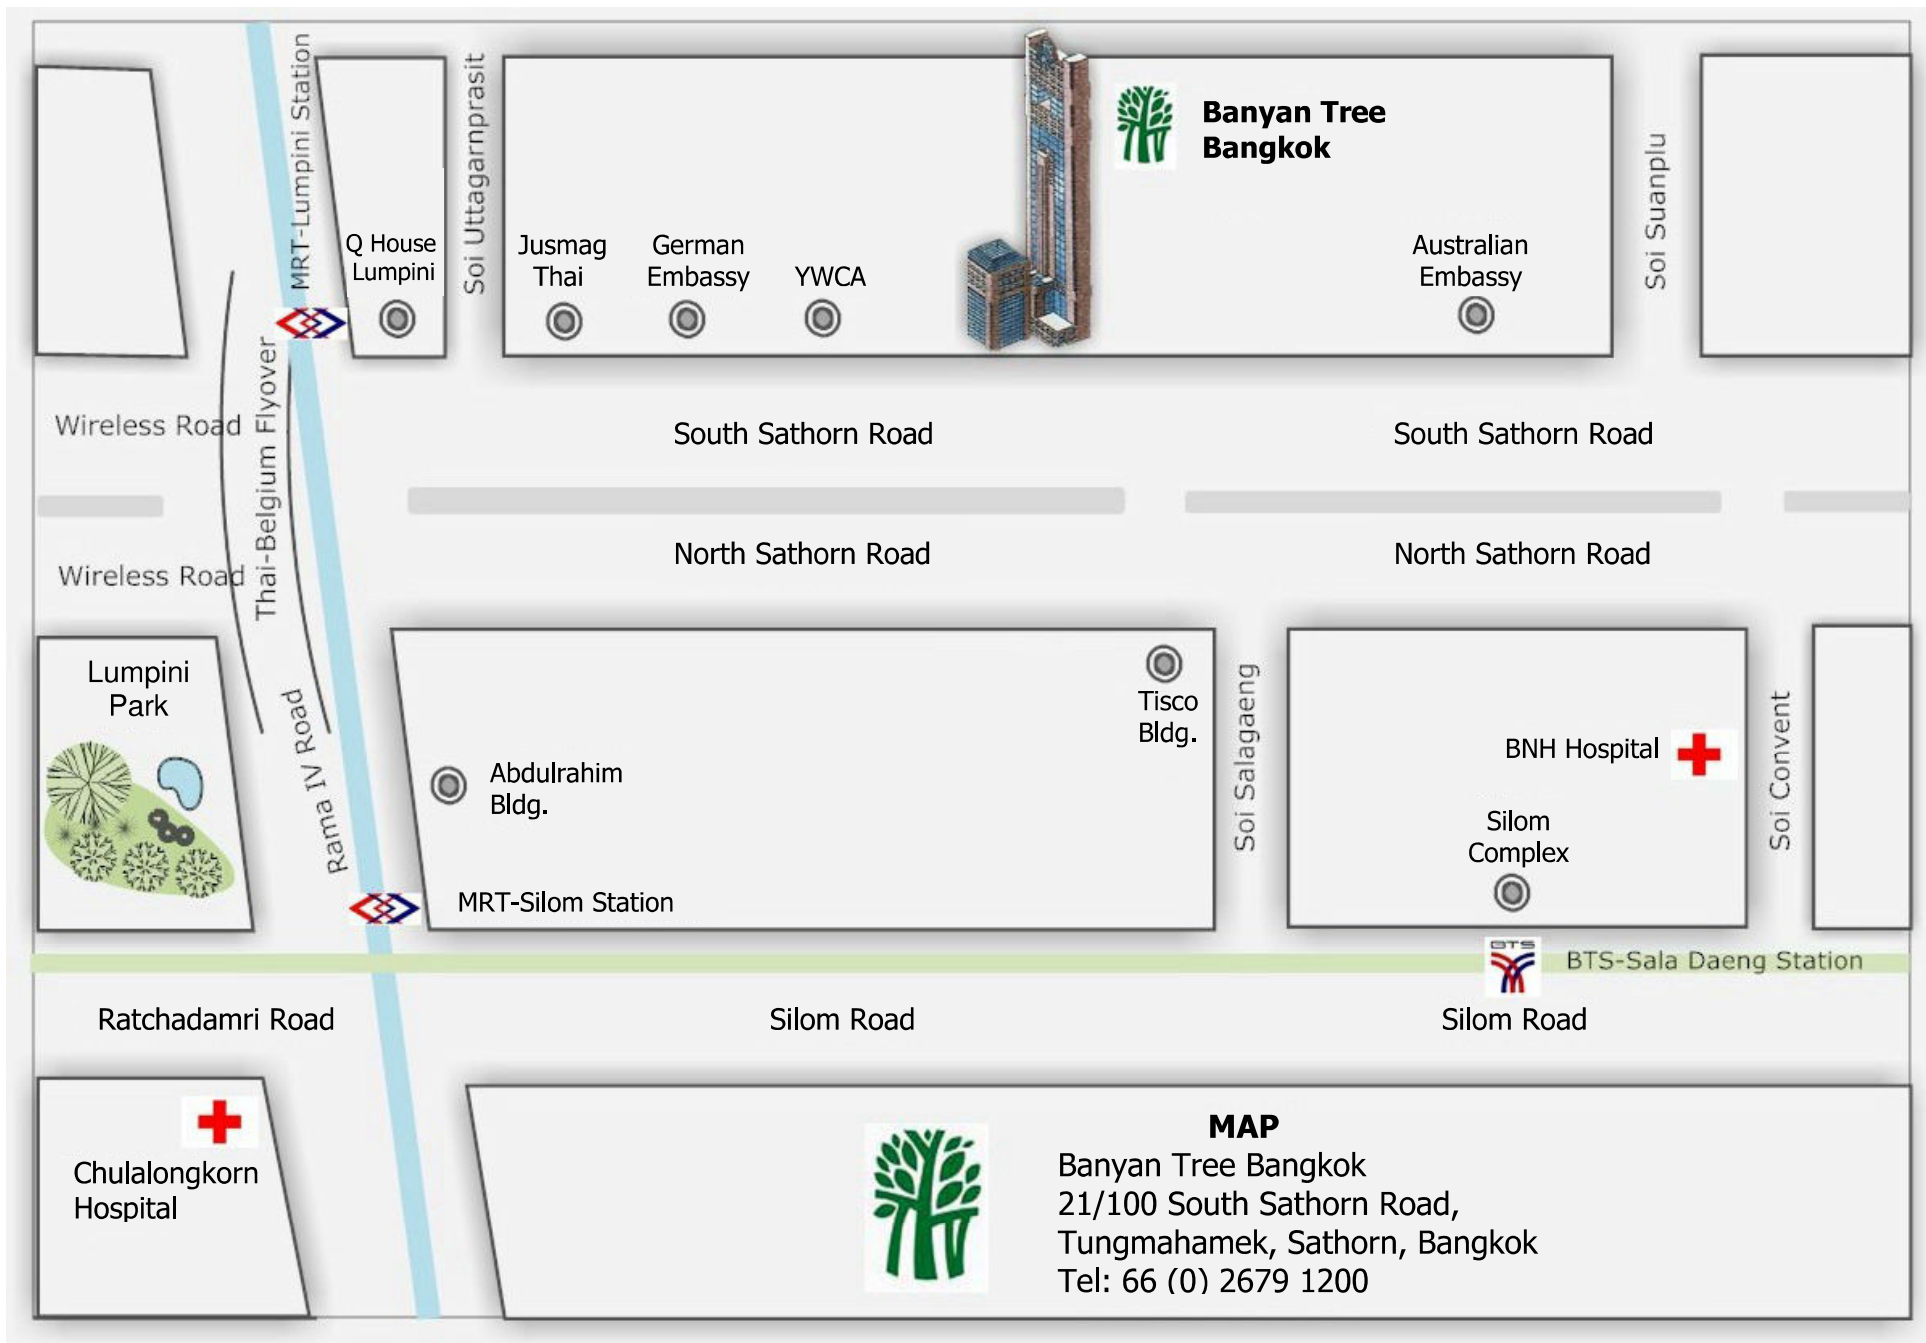 MRT-Lumpini Station
Soi Uttagarnprasit
Banyan Tree
Bangkok
Soi Suanplu
Q House
Lumpini
Jusmag
Thai
German
Embassy
YWCA
Australian
Embassy
Thai-Belgium Flyover
Wireless Road
South Sathorn Road
South Sathorn Road
Wireless Road
North Sathorn Road
North Sathorn Road
Lumpini
Park
Rama IV Road
Tisco
Bldg.
Soi Salagaeng
BNH Hospital
Soi Convent
Abdulrahim
Bldg.
Silom
Complex
MRT-Silom Station
BTS
BTS-Sala Daeng Station
Ratchadamri Road
Silom Road
Silom Road
Chulalongkorn
Hospital
MAP
Banyan Tree Bangkok
21/100 South Sathorn Road,
Tungmahamek, Sathorn, Bangkok
Tel: 66 (0) 2679 1200